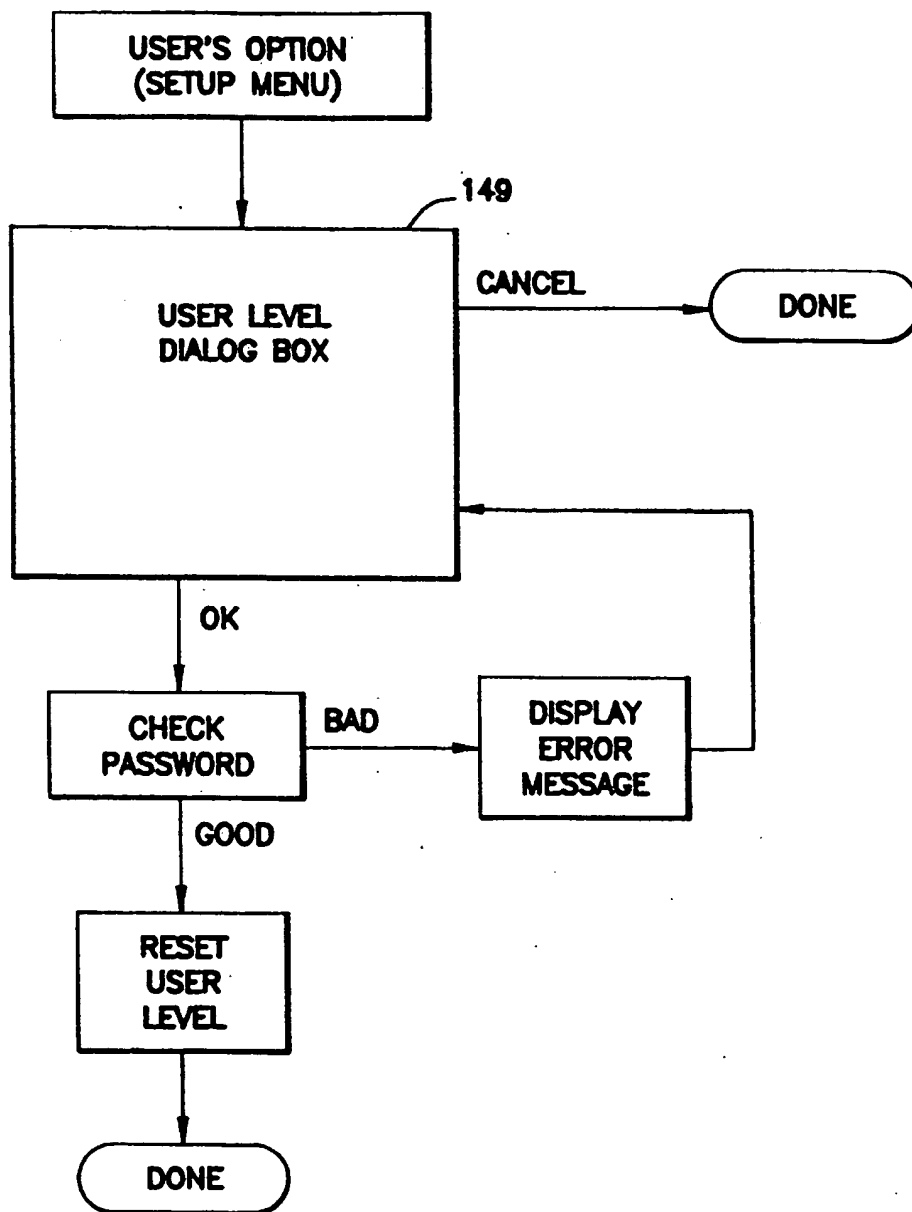 USER'S OPTION
(SETUP MENU)
149
USER LEVEL
DIALOG BOX
CANCEL
DONE
OK
CHECK
PASSWORD
BAD
DISPLAY
ERROR
MESSAGE
GOOD
RESET
USER
LEVEL
DONE